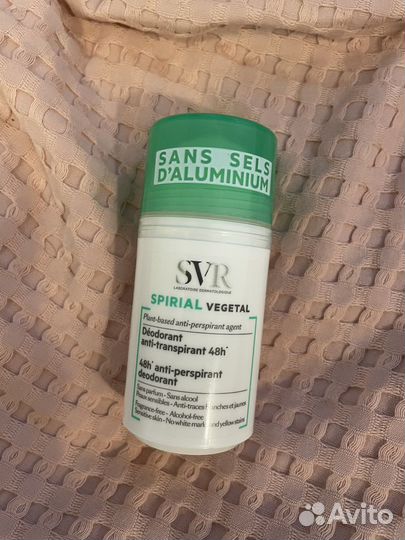 SANS SELS
D'ALUMINIUM
SVR
LABORATOIRE DERMATOLOGIQUE
SPIRIAL VEGETAL
Plant-based anti-perspirant agent
Déodorant
anti-transpirant 48h*
48h* anti-perspirant
deodorant
Sans parfum - Sans alcool
Peaux sensibles - Anti-traces blanches et jaunes
Fragrance-free - Alcohol-free
Sensitive skin - No white marks and yellow stains
Avito